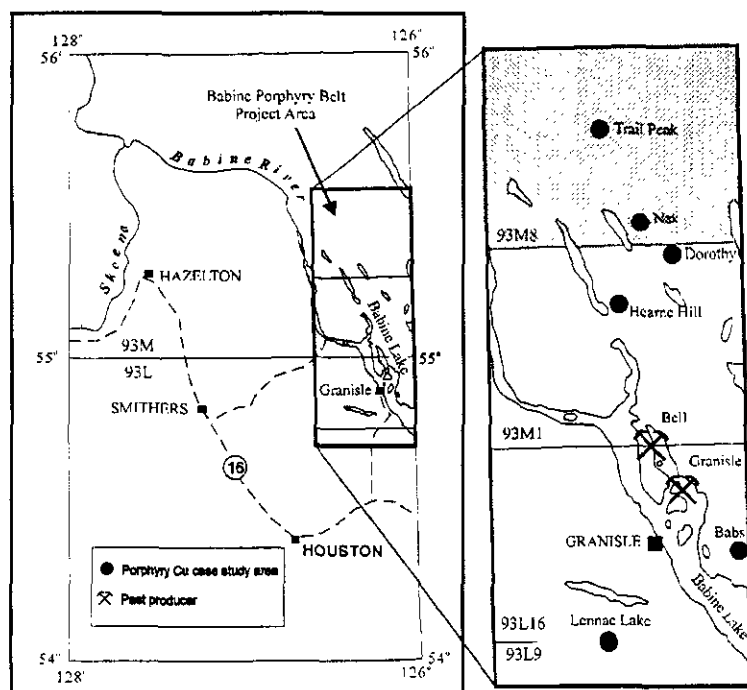 128°
126°
56°
56°
Babine Porphyry Belt
Project Area
Babine River
Skeena
HAZELTON
93M
93L
55°
55°
Babine Lake
Granisle
SMITHERS
16
HOUSTON
Porphyry Cu case study area
Past producer
54°
54°
128°
126°
Trail Peak
Nak
93M8
Dorothy
Hearne Hill
Bell
93M1
Granisle
GRANISLE
Babs
Babine Lake
93L16
93L9
Lennac Lake